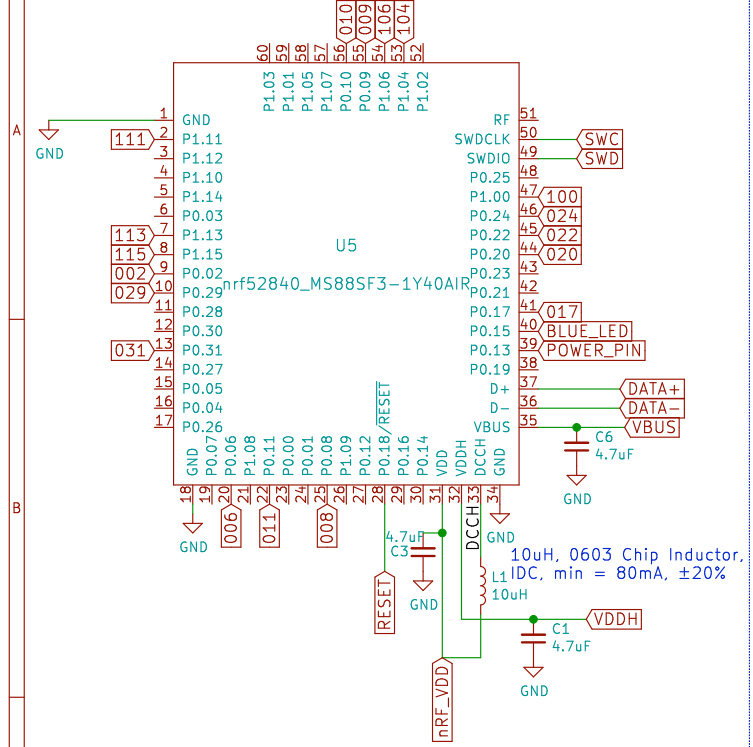 010 009 106 104
60 59 58 57 56 55 54 53 52
P1.03 P1.01 P1.05 P1.07 P0.10 P0.09 P1.06 P1.04 P1.02
A
GND
1 GND
111 2 P1.11
3 P1.12
4 P1.10
5 P1.14
6 P0.03
113 7 P1.13
115 8 P1.15
002 9 P0.02
029 10 P0.29
11 P0.28
12 P0.30
031 13 P0.31
14 P0.27
15 P0.05
16 P0.04
17 P0.26
U5
nrf52840_MS88SF3-1Y40AIR
RF 51
SWDCLK 50 SWC
SWDIO 49 SWD
P0.25 48
P1.00 47 100
P0.24 46 024
P0.22 45 022
P0.20 44 020
P0.23 43
P0.21 42
P0.17 41 017
P0.15 40 BLUE_LED
P0.13 39 POWER_PIN
P0.19 38
D+ 37 DATA+
D- 36 DATA-
VBUS 35 VBUS
C6
4.7uF
GND
GND P0.07 P0.06 P1.08 P0.11 P0.00 P0.01 P0.08 P1.09 P0.12 P0.18/RESET P0.16 P0.14 VDD VDDH DCCH GND
18 19 20 21 22 23 24 25 26 27 28 29 30 31 32 33 34
B
GND
006 011 008
RESET
4.7uF
C3
GND
DCCH
GND
10uH, 0603 Chip Inductor,
IDC, min = 80mA, ±20%
L1
10uH
VDDH
C1
4.7uF
GND
nRF_VDD